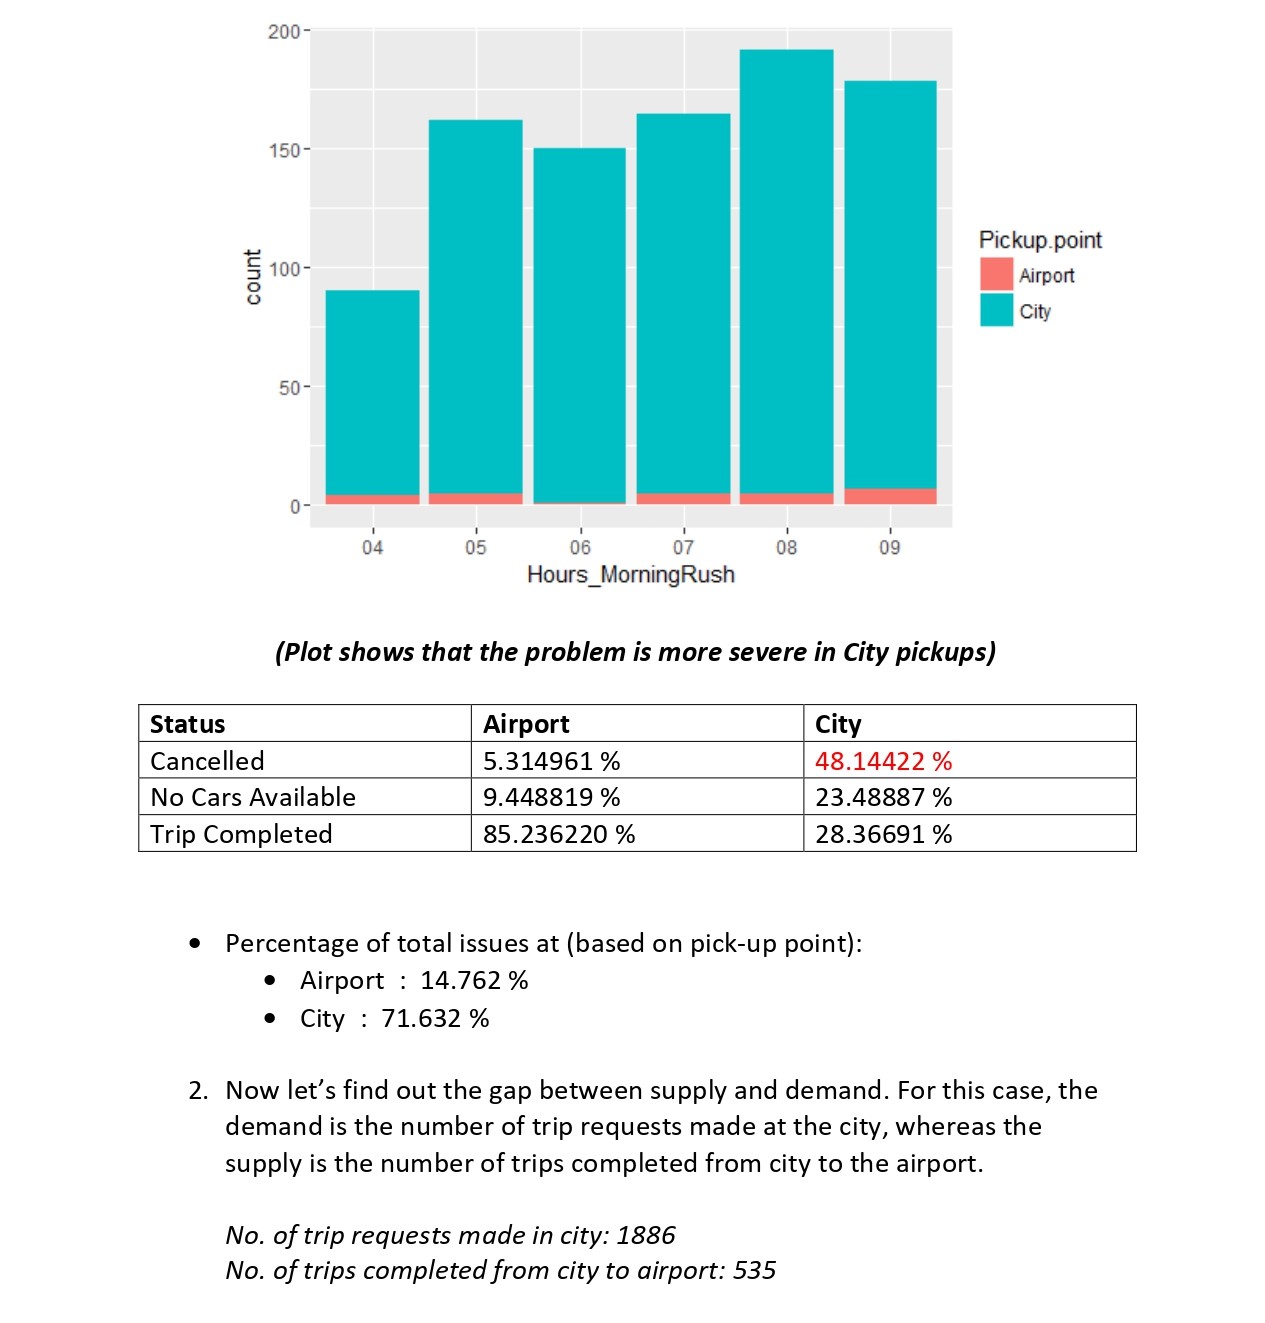 200
150
100
50
0
count
04 05 06 07 08 09
Hours_MorningRush
Pickup.point
Airport
City
(Plot shows that the problem is more severe in City pickups)
Status Airport City
Cancelled 5.314961 % 48.14422 %
No Cars Available 9.448819 % 23.48887 %
Trip Completed 85.236220 % 28.36691 %
• Percentage of total issues at (based on pick-up point):
• Airport : 14.762 %
• City : 71.632 %
2. Now let’s find out the gap between supply and demand. For this case, the
demand is the number of trip requests made at the city, whereas the
supply is the number of trips completed from city to the airport.
No. of trip requests made in city: 1886
No. of trips completed from city to airport: 535